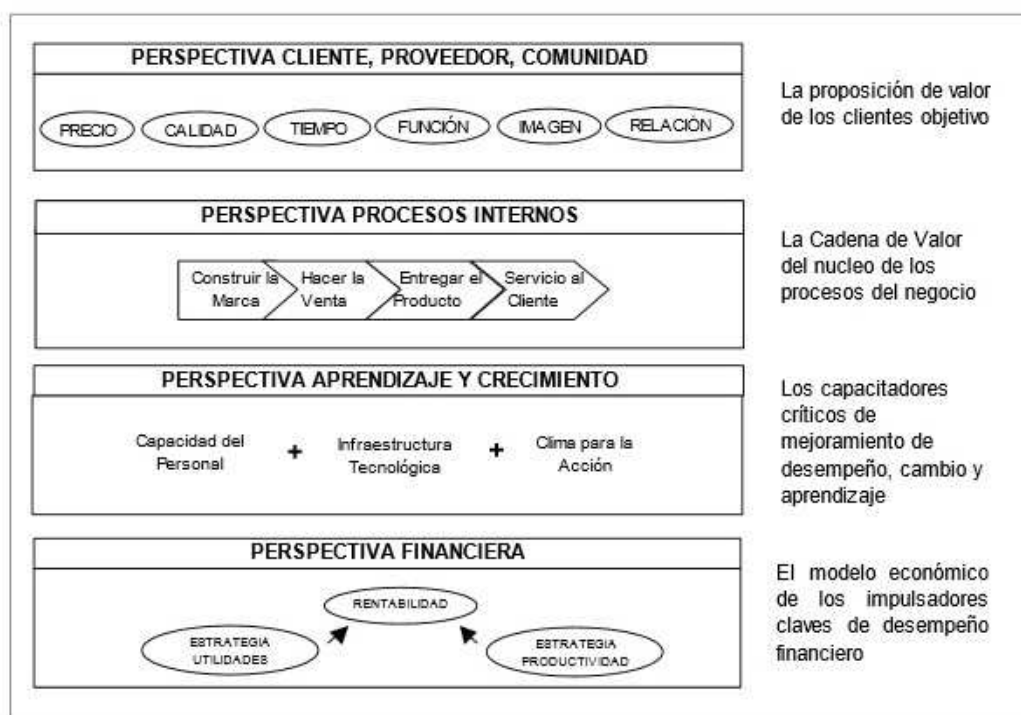 PERSPECTIVA CLIENTE, PROVEEDOR, COMUNIDAD
PRECIO CALIDAD TIEMPO FUNCIÓN IMAGEN RELACIÒN
La proposición de valor
de los clientes objetivo
PERSPECTIVA PROCESOS INTERNOS
Construir la
Marca
Hacer la
Venta
Entregar el
Producto
Servicio al
Cliente
La Cadena de Valor
del nucleo de los
procesos del negocio
PERSPECTIVA APRENDIZAJE Y CRECIMIENTO
Capacidad del
Personal
+
Infraestructura
Tecnológica
+
Clima para la
Acción
Los capacitadores
críticos de
mejoramiento de
desempeño, cambio y
aprendizaje
PERSPECTIVA FINANCIERA
RENTABILIDAD
ESTRATEGIA
UTILIDADES
ESTRATEGIA
PRODUCTIVIDAD
El modelo económico
de los impulsadores
claves de desempeño
financiero